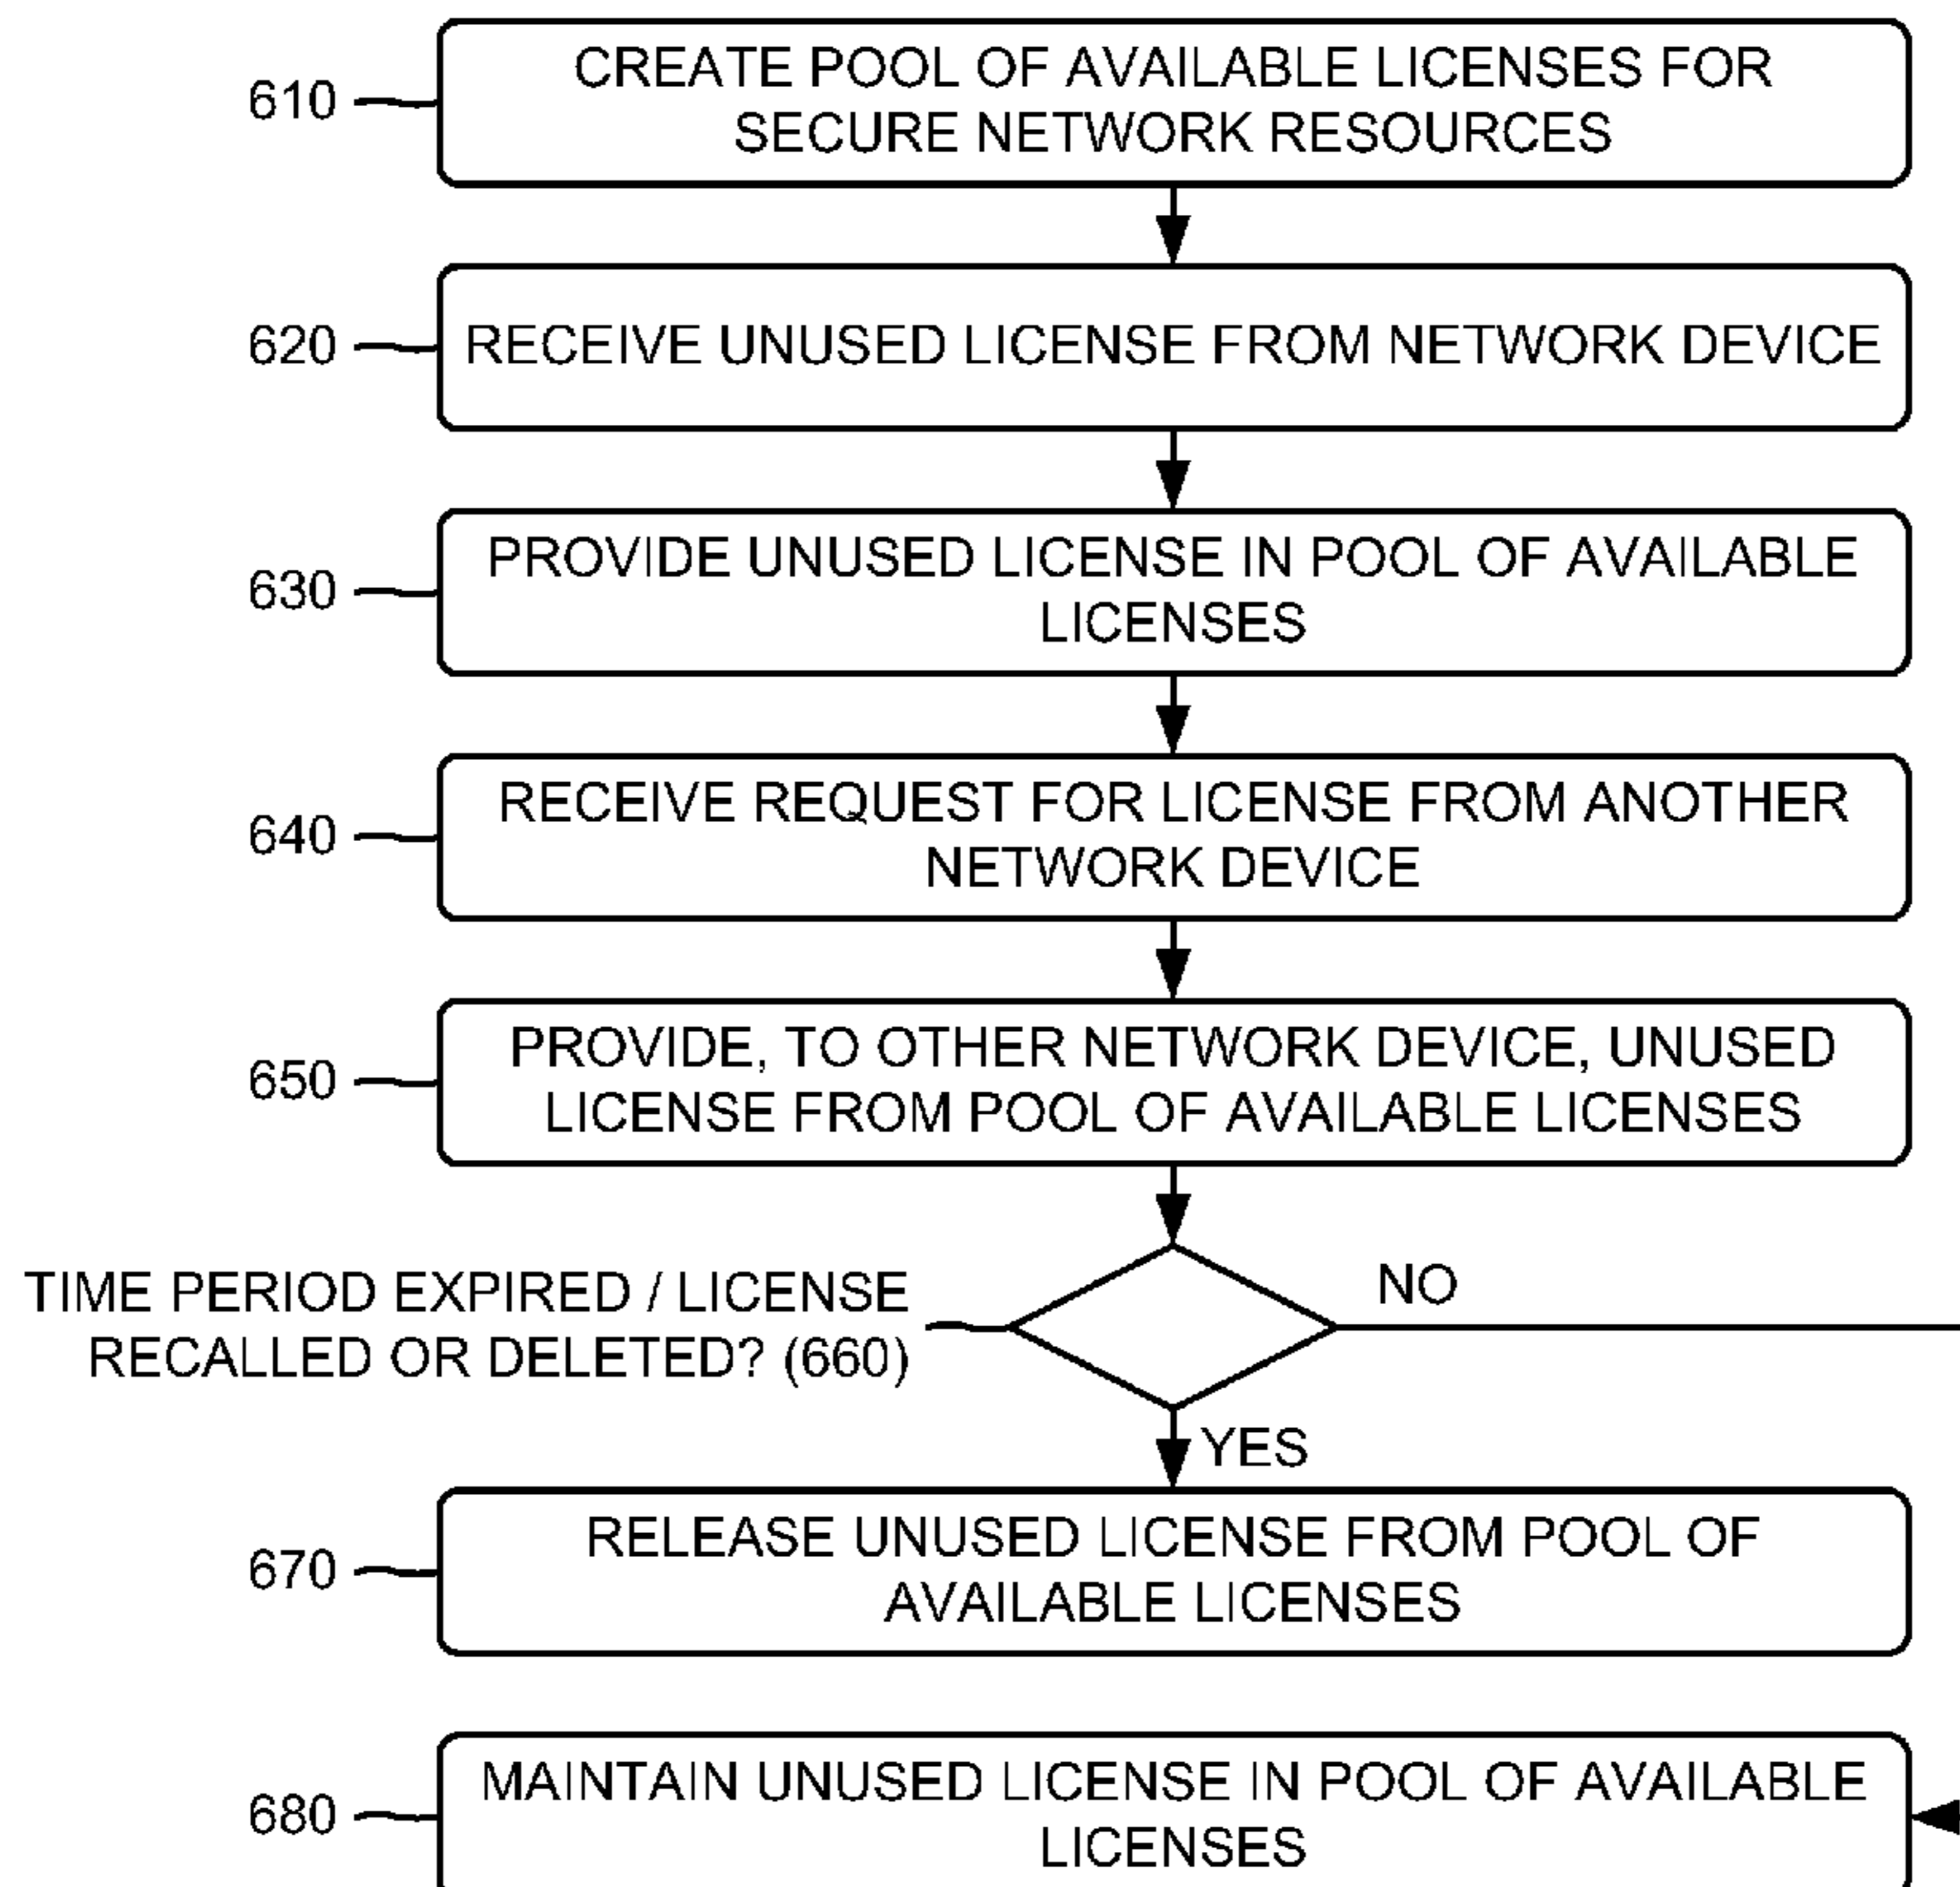 610
CREATE POOL OF AVAILABLE LICENSES FOR
SECURE NETWORK RESOURCES
620
RECEIVE UNUSED LICENSE FROM NETWORK DEVICE
630
PROVIDE UNUSED LICENSE IN POOL OF AVAILABLE
LICENSES
640
RECEIVE REQUEST FOR LICENSE FROM ANOTHER
NETWORK DEVICE
650
PROVIDE, TO OTHER NETWORK DEVICE, UNUSED
LICENSE FROM POOL OF AVAILABLE LICENSES
TIME PERIOD EXPIRED / LICENSE
RECALLED OR DELETED? (660)
NO
YES
670
RELEASE UNUSED LICENSE FROM POOL OF
AVAILABLE LICENSES
680
MAINTAIN UNUSED LICENSE IN POOL OF AVAILABLE
LICENSES